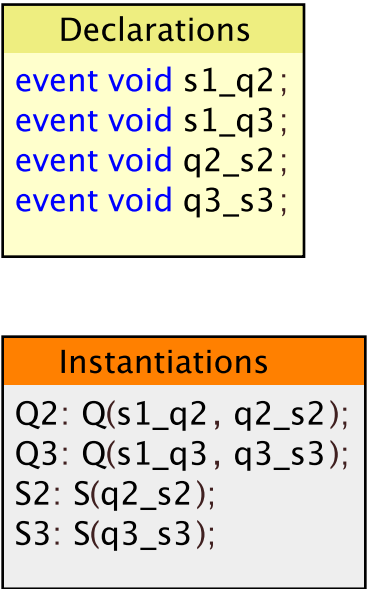 Declarations
event void s1_q2;
event void s1_q3;
event void q2_s2;
event void q3_s3;
Instantiations
Q2: Q(s1_q2, q2_s2);
Q3: Q(s1_q3, q3_s3);
S2: S(q2_s2);
S3: S(q3_s3);